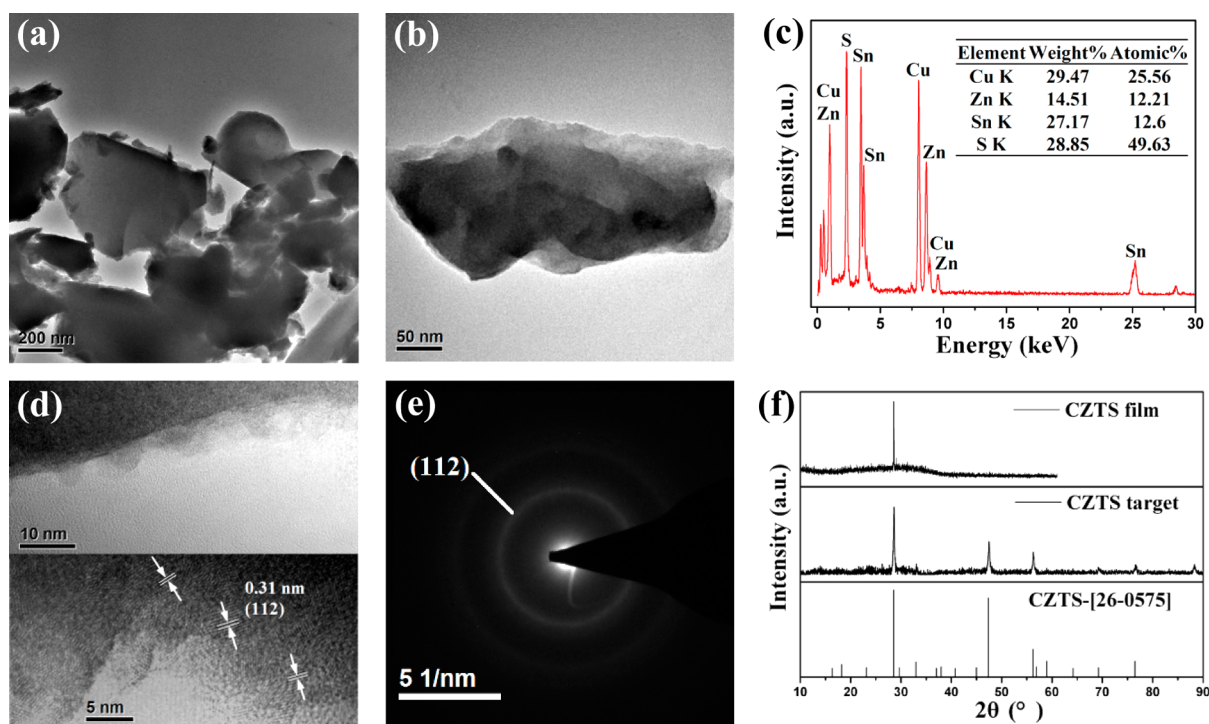 (a)
200 nm
(b)
50 nm
(c)
Intensity (a.u.)
Cu
Zn
S
Sn
Sn
Cu
Zn
Cu
Zn
Sn
Element Weight% Atomic%
Cu K 29.47 25.56
Zn K 14.51 12.21
Sn K 27.17 12.6
S K 28.85 49.63
0 5 10 15 20 25 30
Energy (keV)
(d)
10 nm
0.31 nm
(112)
5 nm
(e)
(112)
5 1/nm
(f)
Intensity (a.u.)
CZTS film
CZTS target
CZTS-[26-0575]
10 20 30 40 50 60 70 80 90
2θ (°)